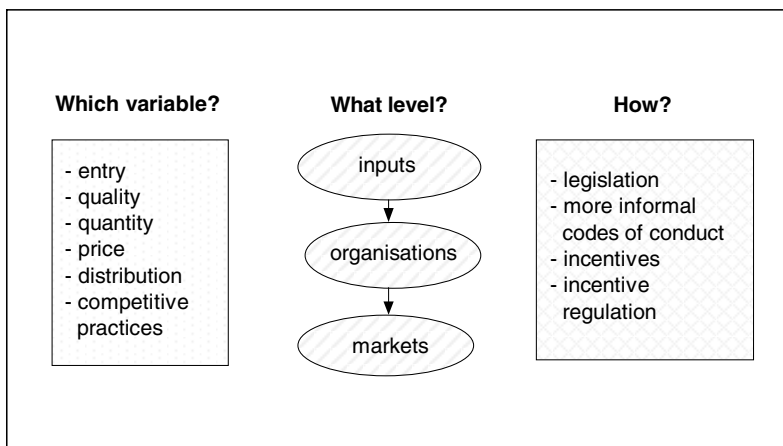 Which variable?
- entry
- quality
- quantity
- price
- distribution
- competitive
practices
What level?
inputs
organisations
markets
How?
- legislation
- more informal
codes of conduct
- incentives
- incentive
regulation